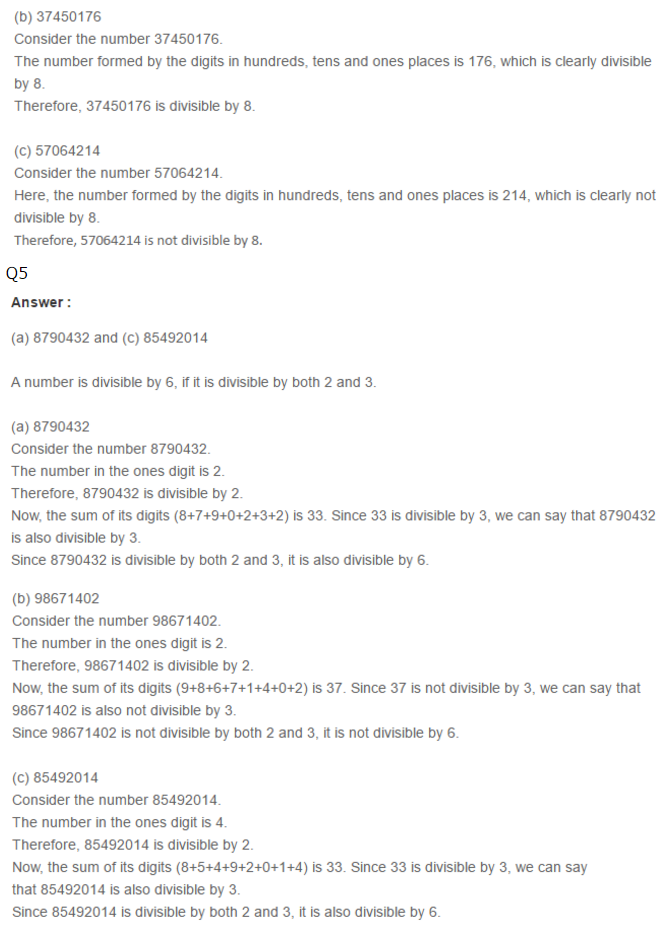 (b) 37450176
Consider the number 37450176.
The number formed by the digits in hundreds, tens and ones places is 176, which is clearly divisible
by 8.
Therefore, 37450176 is divisible by 8.
(c) 57064214
Consider the number 57064214.
Here, the number formed by the digits in hundreds, tens and ones places is 214, which is clearly not
divisible by 8.
Therefore, 57064214 is not divisible by 8.
Q5
Answer :
(a) 8790432 and (c) 85492014
A number is divisible by 6, if it is divisible by both 2 and 3.
(a) 8790432
Consider the number 8790432.
The number in the ones digit is 2.
Therefore, 8790432 is divisible by 2.
Now, the sum of its digits (8+7+9+0+2+3+2) is 33. Since 33 is divisible by 3, we can say that 8790432
is also divisible by 3.
Since 8790432 is divisible by both 2 and 3, it is also divisible by 6.
(b) 98671402
Consider the number 98671402.
The number in the ones digit is 2.
Therefore, 98671402 is divisible by 2.
Now, the sum of its digits (9+8+6+7+1+4+0+2) is 37. Since 37 is not divisible by 3, we can say that
98671402 is also not divisible by 3.
Since 98671402 is not divisible by both 2 and 3, it is not divisible by 6.
(c) 85492014
Consider the number 85492014.
The number in the ones digit is 4.
Therefore, 85492014 is divisible by 2.
Now, the sum of its digits (8+5+4+9+2+0+1+4) is 33. Since 33 is divisible by 3, we can say
that 85492014 is also divisible by 3.
Since 85492014 is divisible by both 2 and 3, it is also divisible by 6.